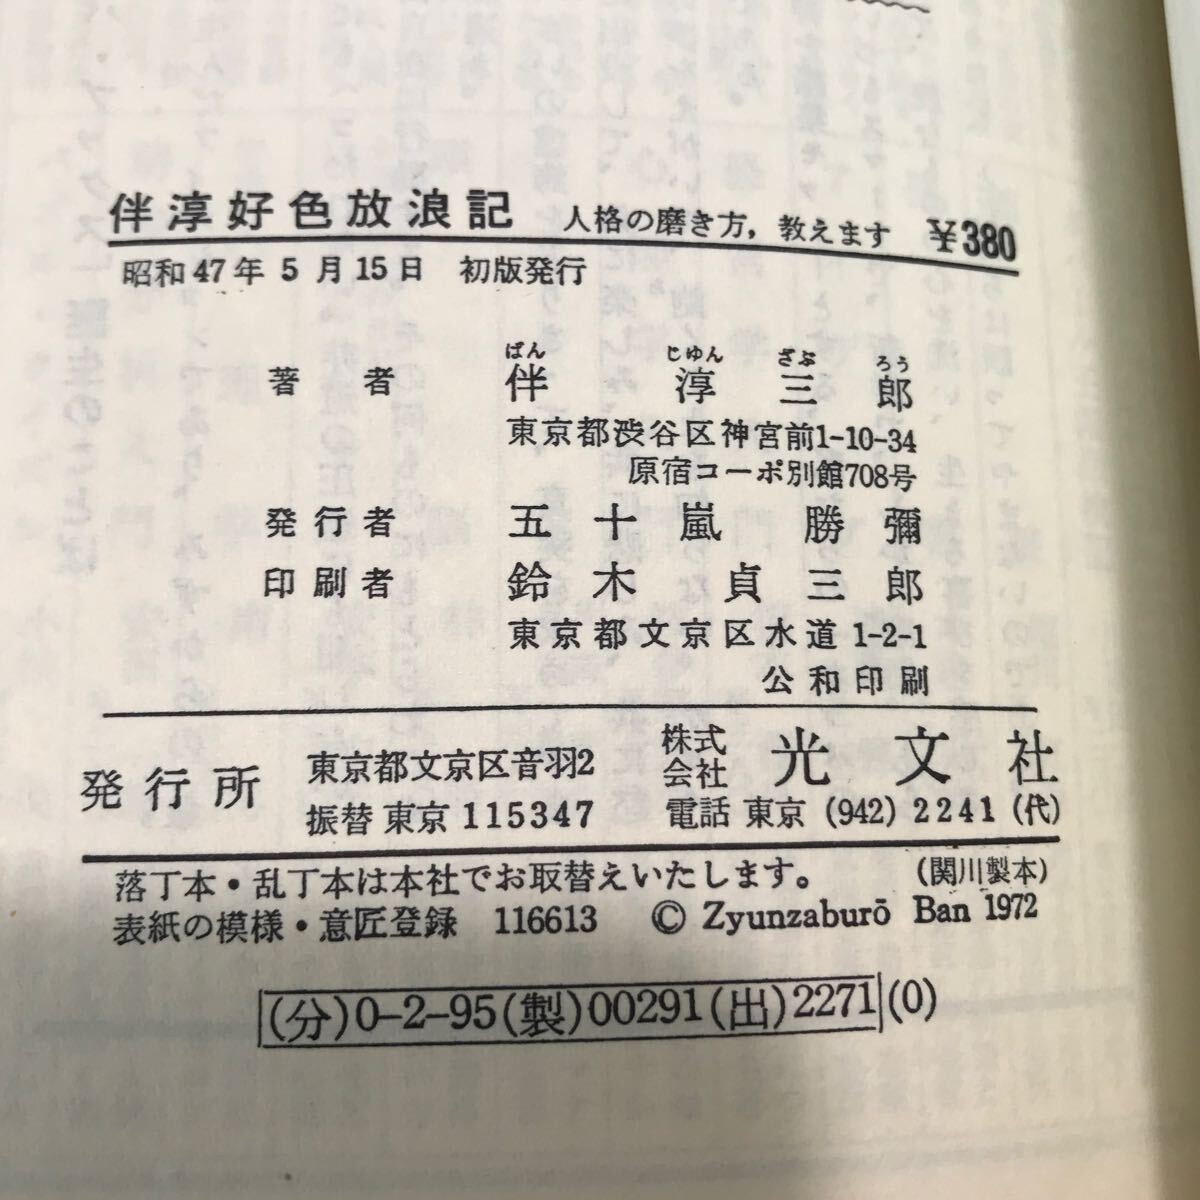 伴淳好色放浪記 人格の磨き方，教えます ¥380
昭和47年 5月15日 初版発行
ばん じゅん ざぶ ろう
著者 伴 淳三郎
東京都渋谷区神宮前1-10-34
原宿コーポ別館708号
発行者 五十嵐 勝彌
印刷者 鈴木 貞三郎
東京都文京区水道 1-2-1
公和印刷
発行所 東京都文京区音羽2 株式会社 光文社
振替 東京 115347 電話 東京 (942) 2241 (代)
落丁本・乱丁本は本社でお取替えいたします。 (関川製本)
表紙の模様・意匠登録 116613 © Zyunzaburō Ban 1972
(分)0-2-95(製)00291(出)2271(0)